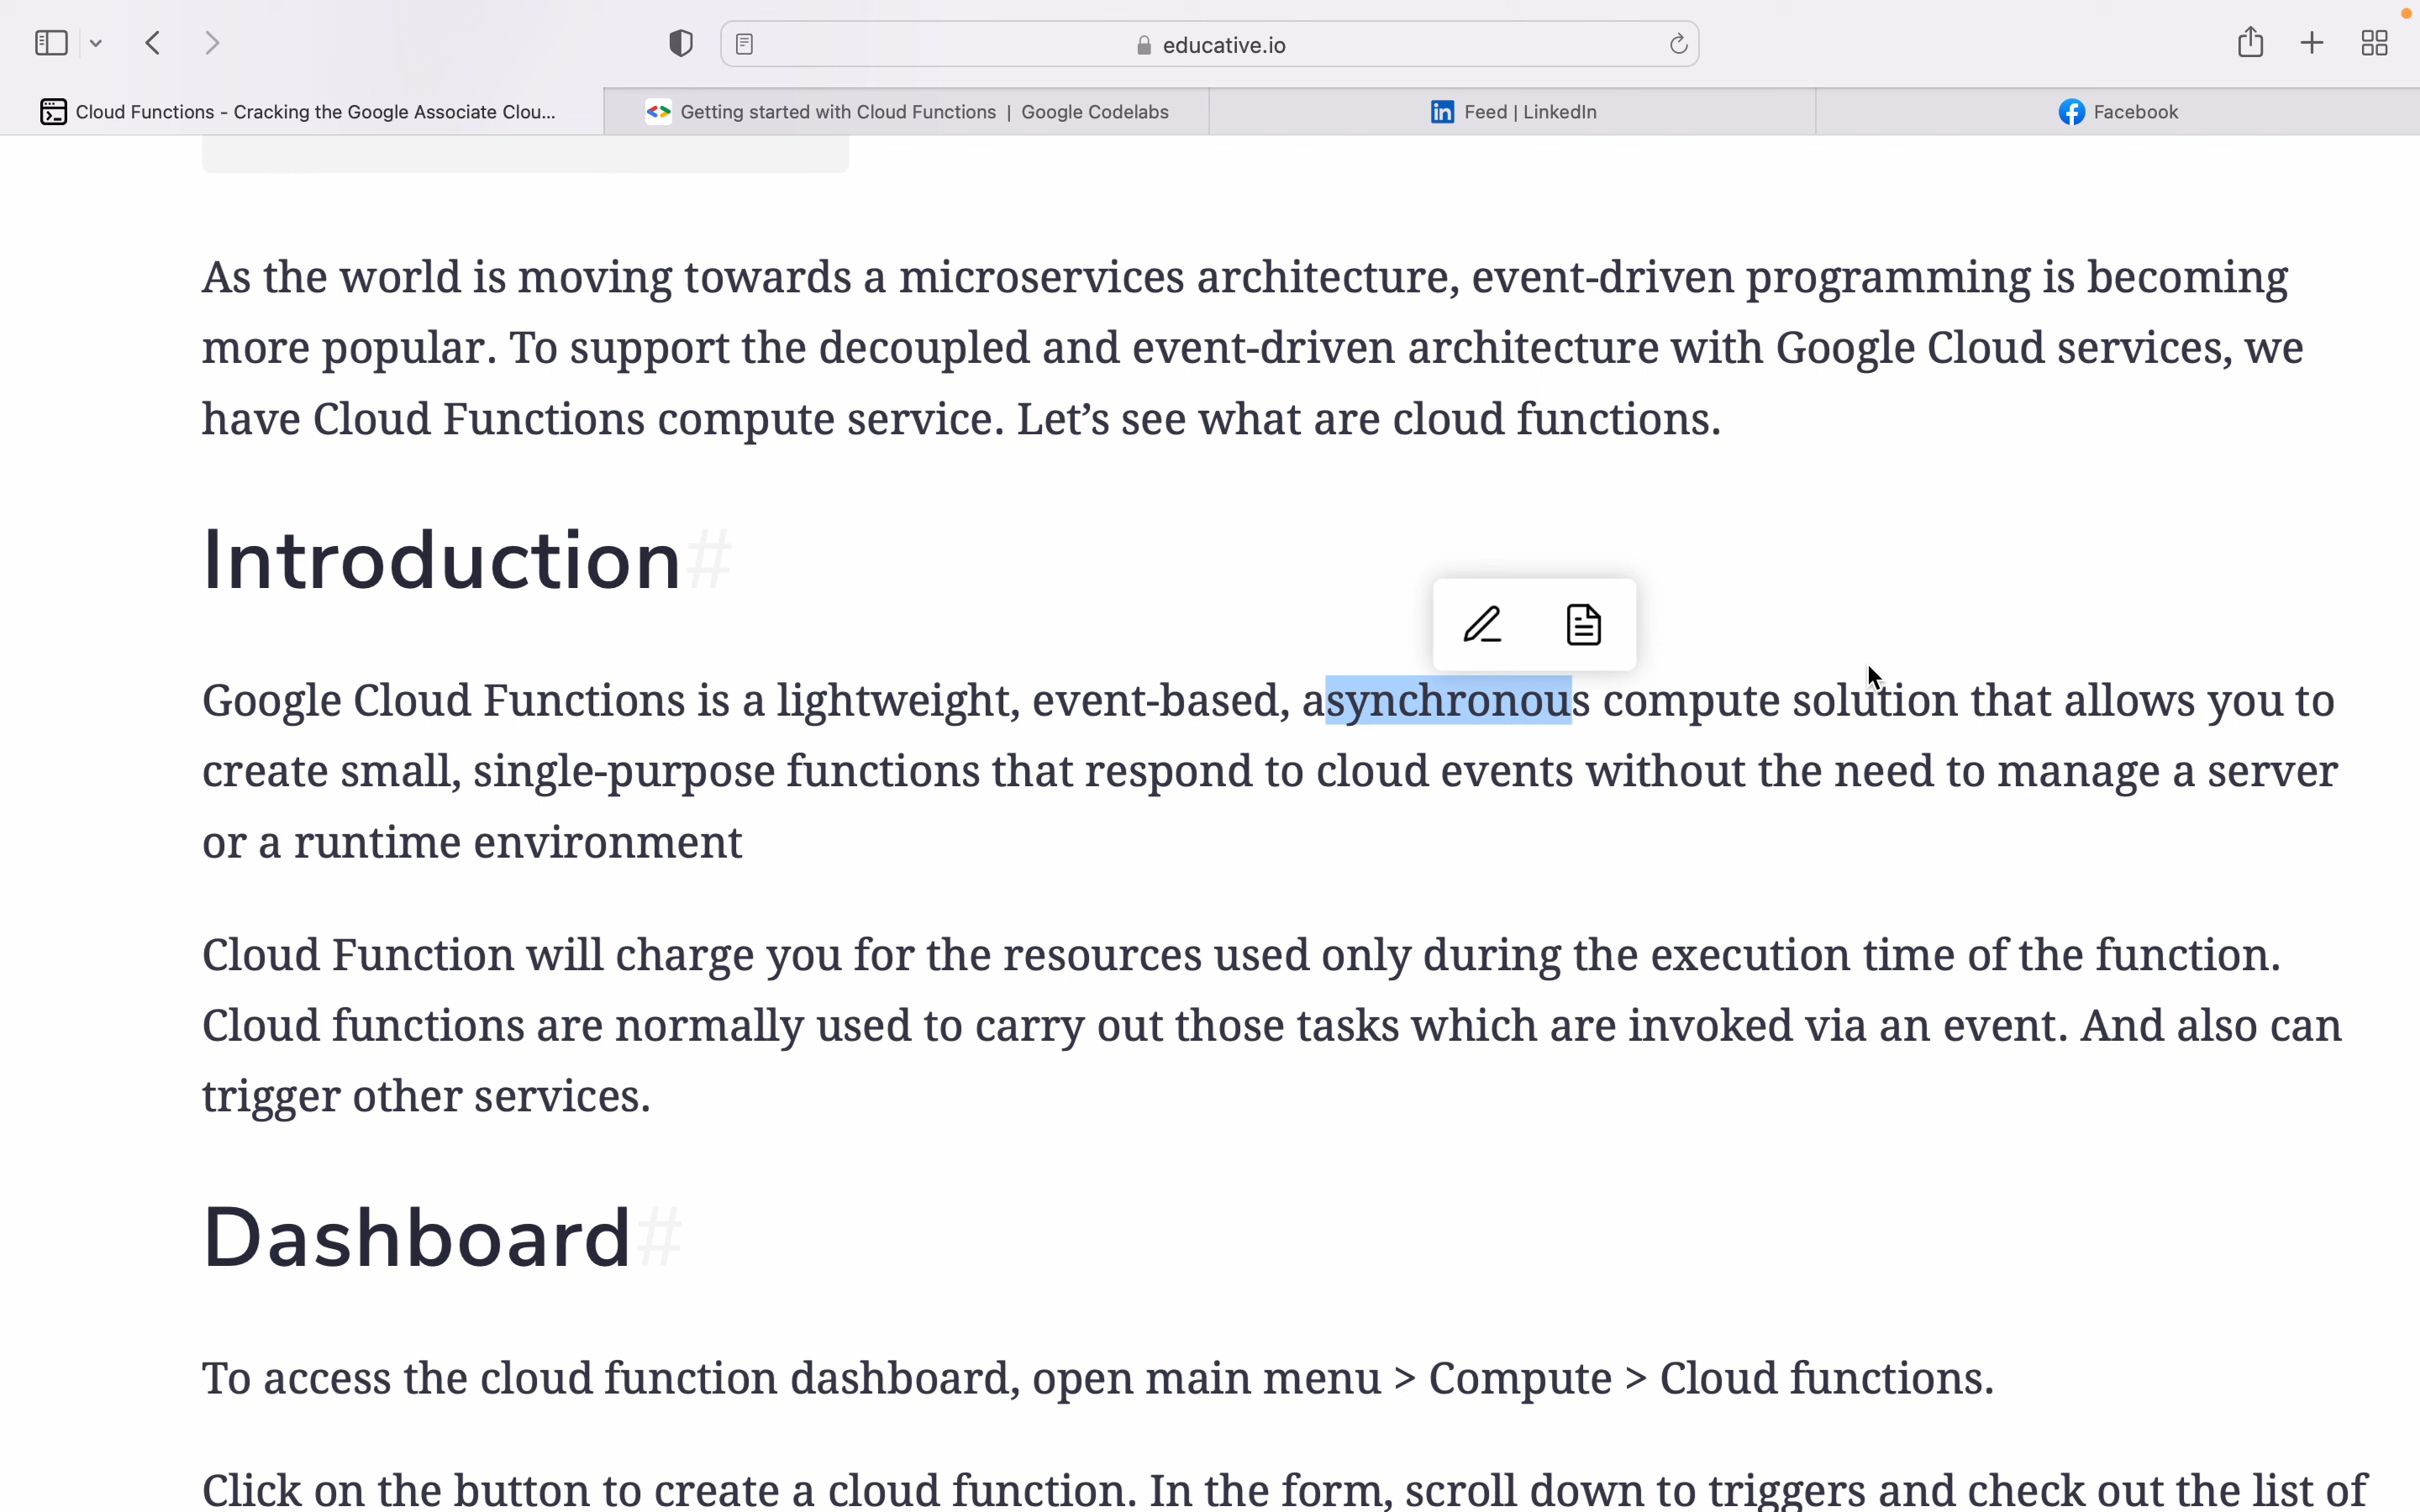 educative.io
Cloud Functions - Cracking the Google Associate Clou...
Getting started with Cloud Functions | Google Codelabs
Feed | LinkedIn
Facebook
As the world is moving towards a microservices architecture, event-driven programming is becoming
more popular. To support the decoupled and event-driven architecture with Google Cloud services, we
have Cloud Functions compute service. Let’s see what are cloud functions.
Introduction#
Google Cloud Functions is a lightweight, event-based, asynchronous compute solution that allows you to
create small, single-purpose functions that respond to cloud events without the need to manage a server
or a runtime environment
Cloud Function will charge you for the resources used only during the execution time of the function.
Cloud functions are normally used to carry out those tasks which are invoked via an event. And also can
trigger other services.
Dashboard#
To access the cloud function dashboard, open main menu > Compute > Cloud functions.
Click on the button to create a cloud function. In the form, scroll down to triggers and check out the list of